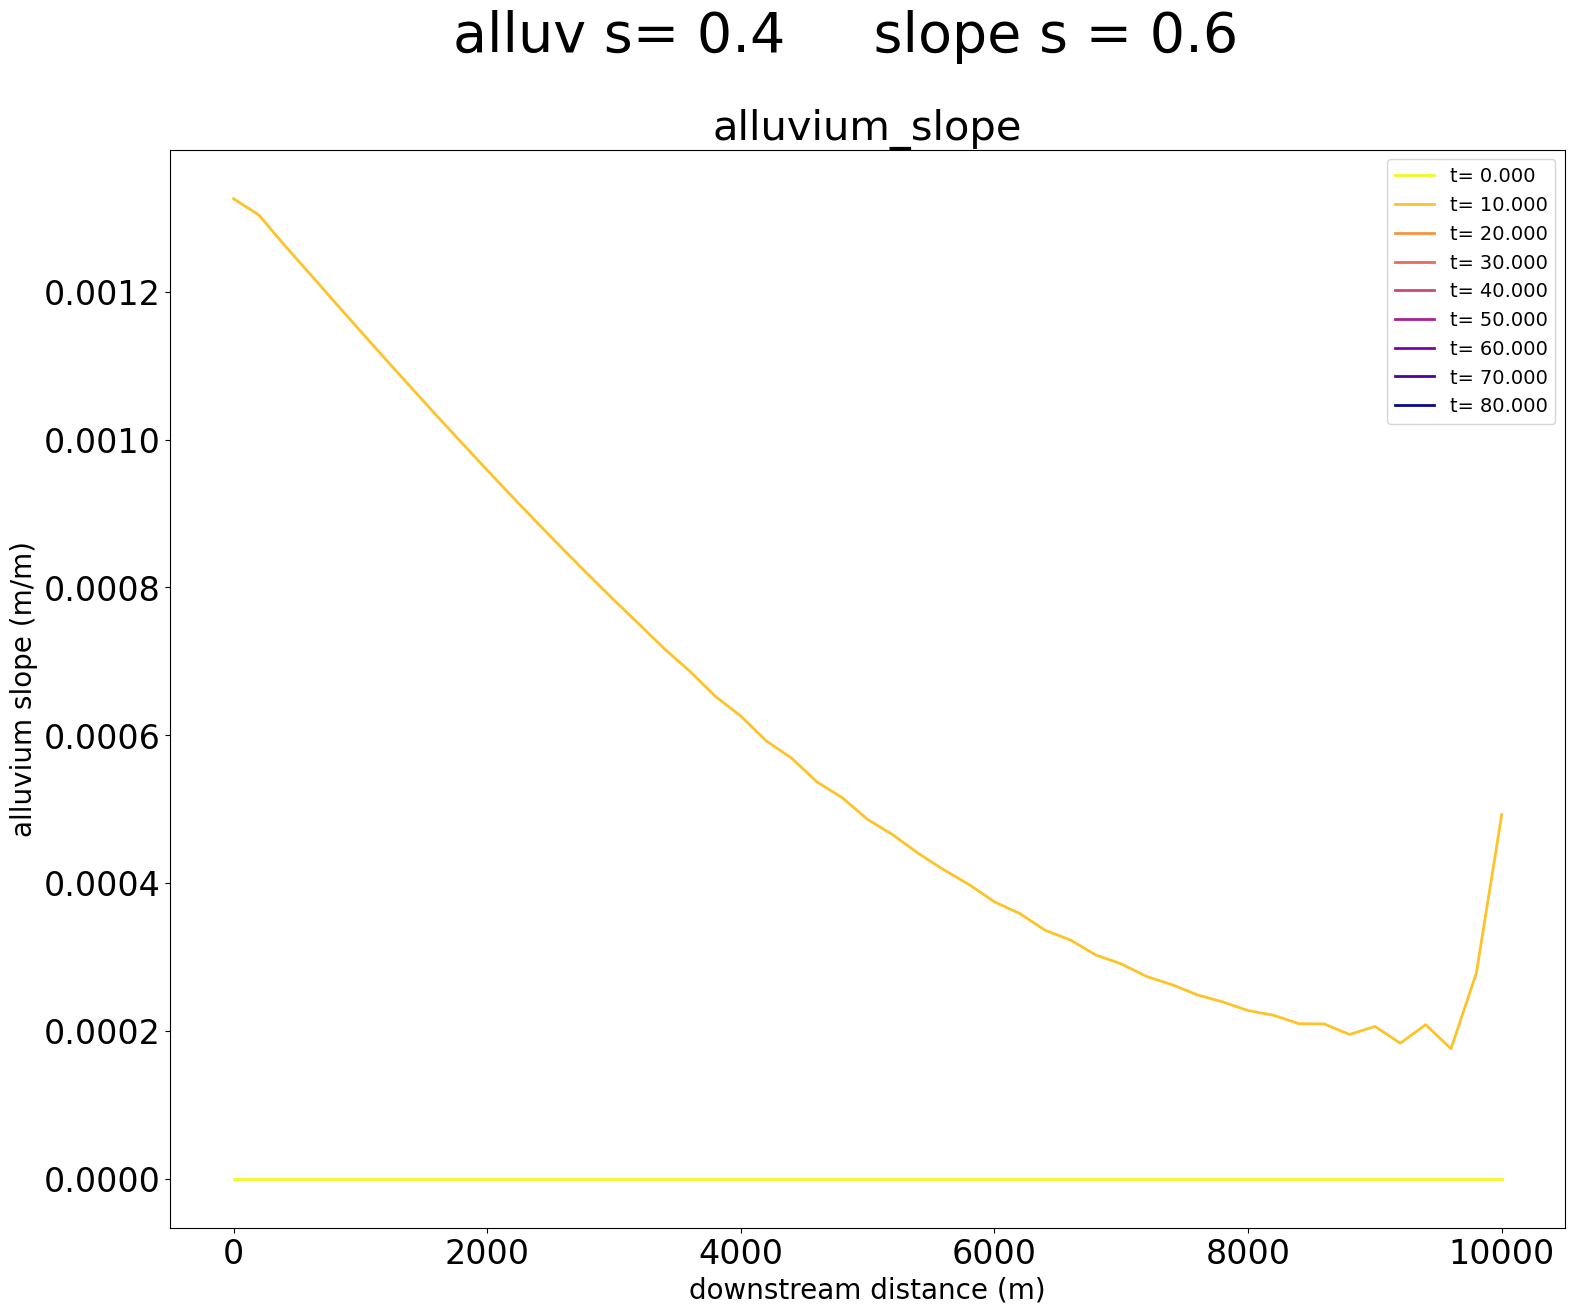 alluv s= 0.4     slope s = 0.6
alluvium_slope
t= 0.000
t= 10.000
t= 20.000
t= 30.000
t= 40.000
t= 50.000
t= 60.000
t= 70.000
t= 80.000
alluvium slope (m/m)
0.0012
0.0010
0.0008
0.0006
0.0004
0.0002
0.0000
0 2000 4000 6000 8000 10000
downstream distance (m)